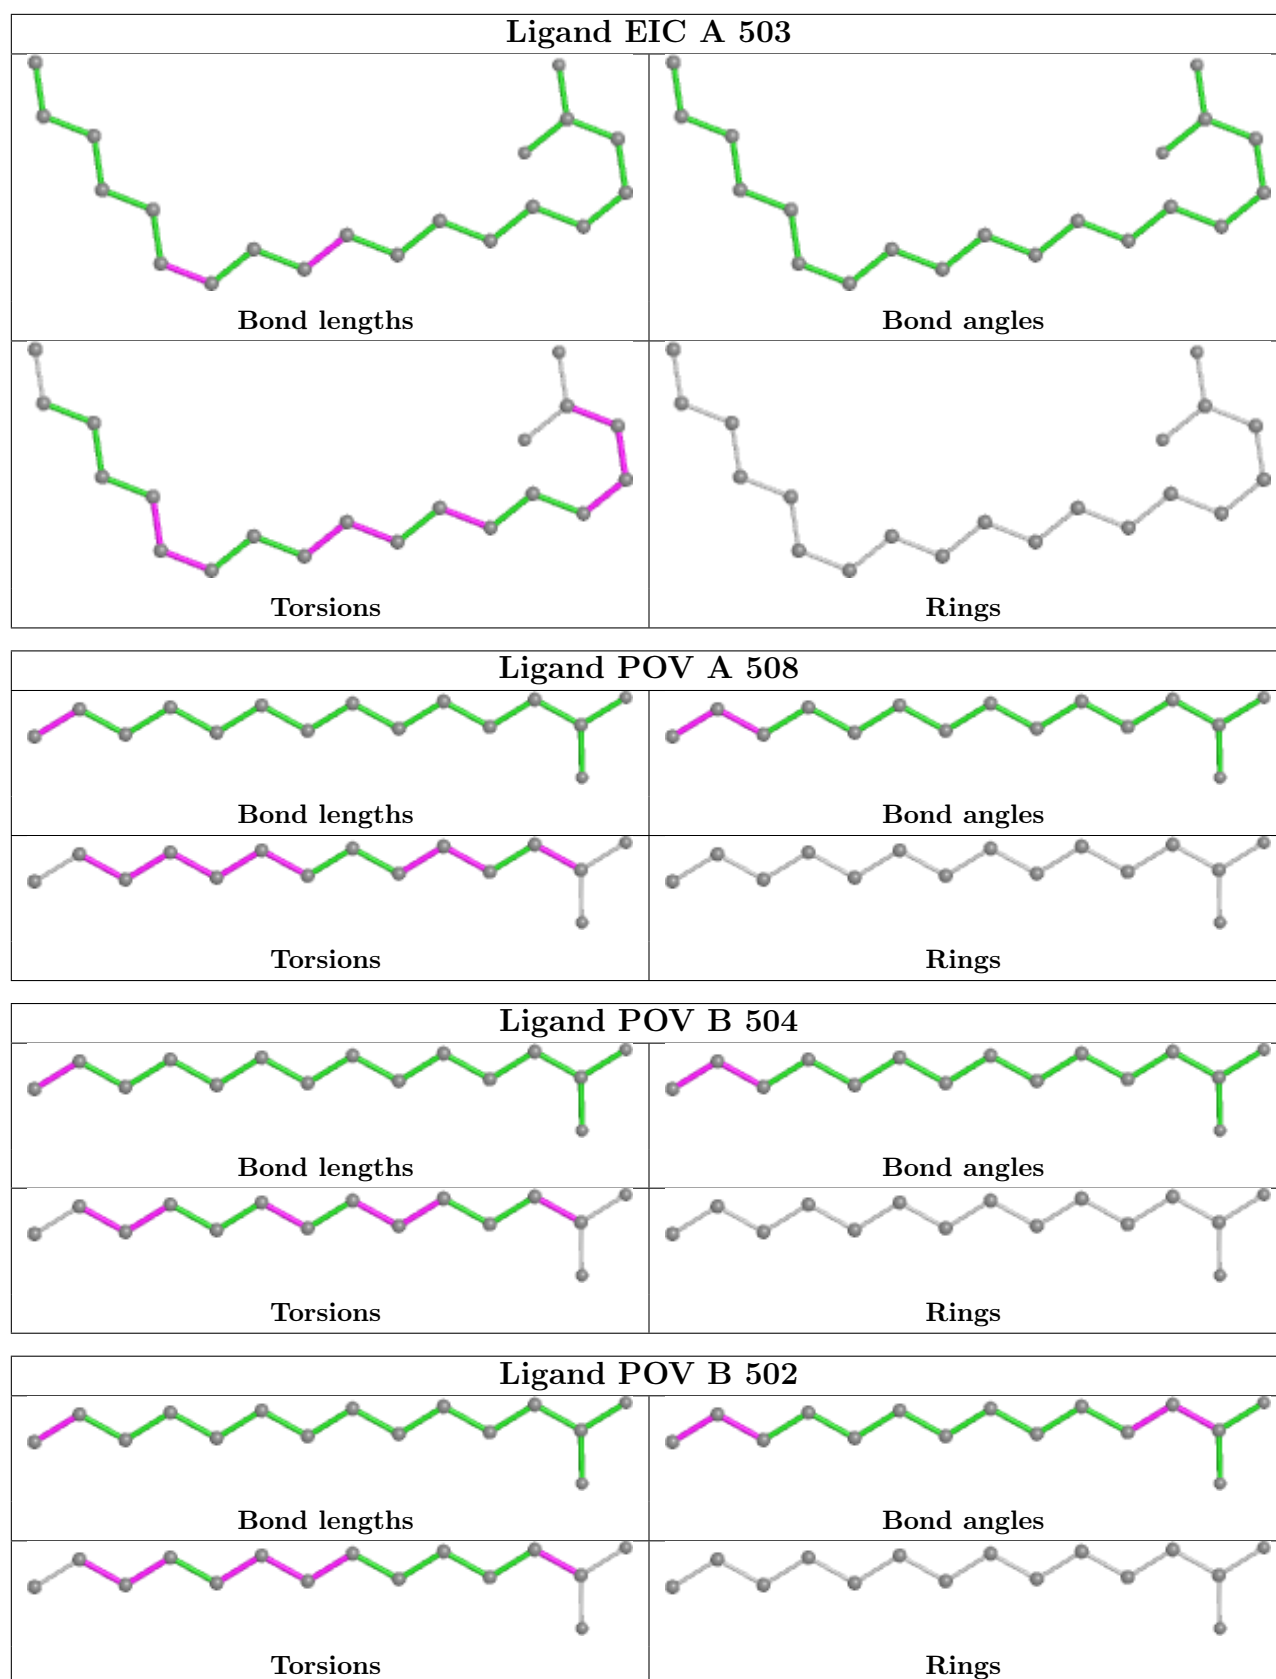 Ligand EIC A 503
Bond lengths
Bond angles
Torsions
Rings
Ligand POV A 508
Bond lengths
Bond angles
Torsions
Rings
Ligand POV B 504
Bond lengths
Bond angles
Torsions
Rings
Ligand POV B 502
Bond lengths
Bond angles
Torsions
Rings